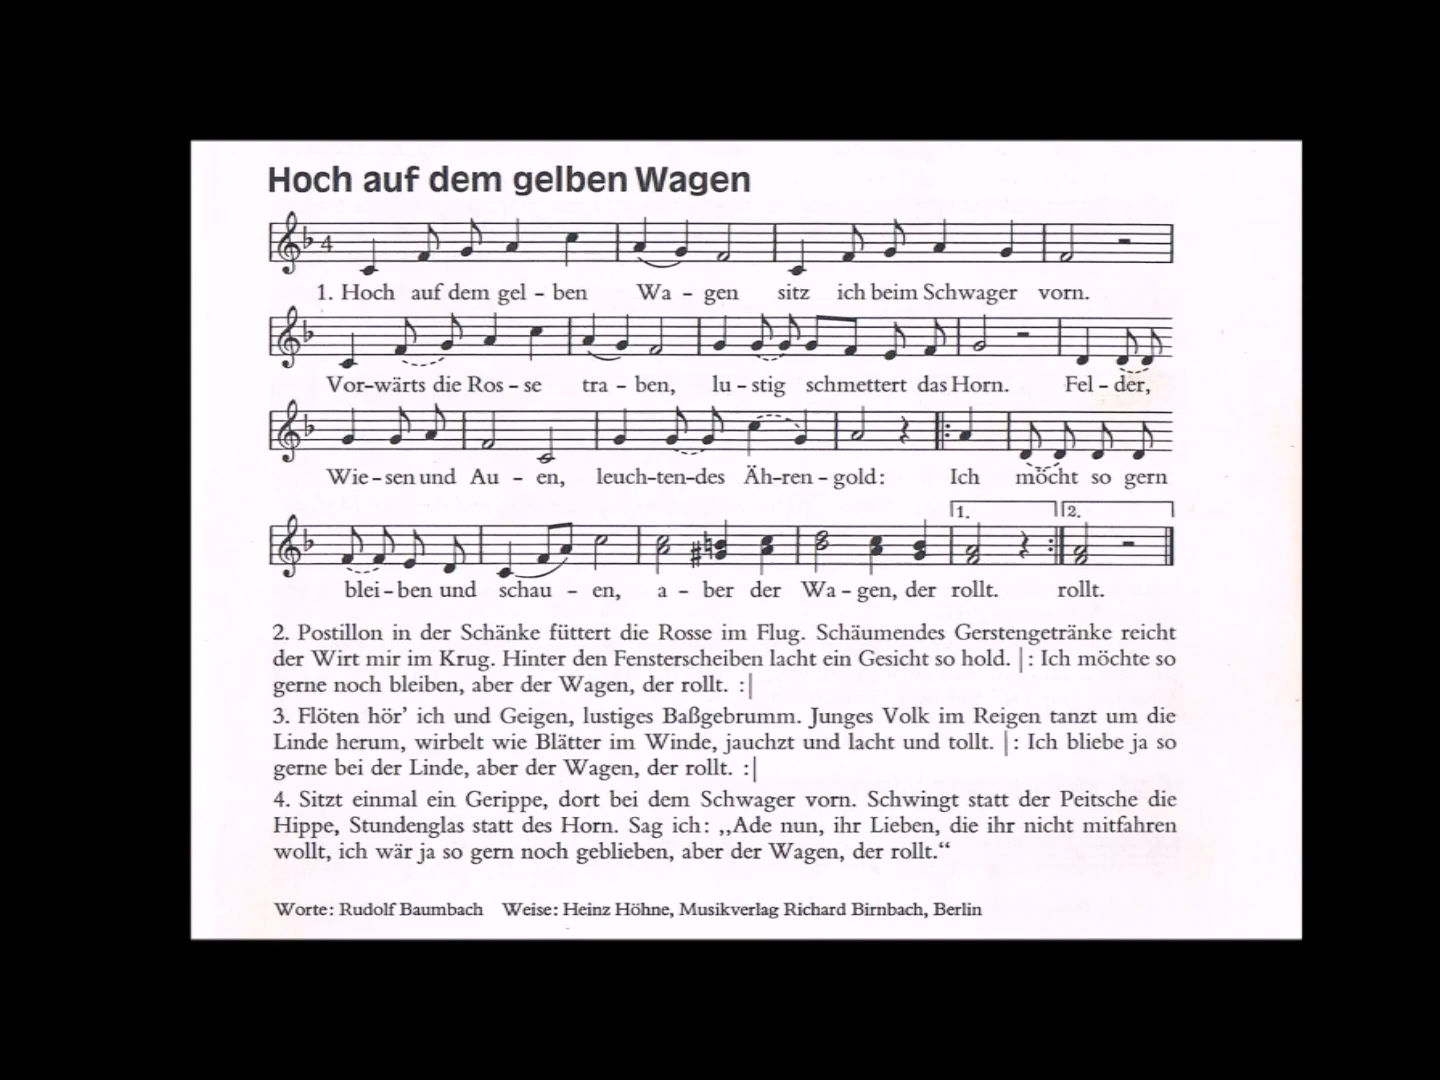 Hoch auf dem gelben Wagen
4
1. Hoch auf dem gel – ben Wa – gen sitz ich beim Schwager vorn.
Vor–wärts die Ros – se tra – ben, lu – stig schmettert das Horn. Fel – der,
Wie – sen und Au – en, leuch–ten–des Äh–ren – gold: Ich möcht so gern
1. 2.
blei – ben und schau – en, a – ber der Wa – gen, der rollt. rollt.
2. Postillon in der Schänke füttert die Rosse im Flug. Schäumendes Gerstengetränke reicht
der Wirt mir im Krug. Hinter den Fensterscheiben lacht ein Gesicht so hold. |: Ich möchte so
gerne noch bleiben, aber der Wagen, der rollt. :|
3. Flöten hör’ ich und Geigen, lustiges Baßgebrumm. Junges Volk im Reigen tanzt um die
Linde herum, wirbelt wie Blätter im Winde, jauchzt und lacht und tollt. |: Ich bliebe ja so
gerne bei der Linde, aber der Wagen, der rollt. :|
4. Sitzt einmal ein Gerippe, dort bei dem Schwager vorn. Schwingt statt der Peitsche die
Hippe, Stundenglas statt des Horn. Sag ich: ,,Ade nun, ihr Lieben, die ihr nicht mitfahren
wollt, ich wär ja so gern noch geblieben, aber der Wagen, der rollt.“
Worte: Rudolf Baumbach Weise: Heinz Höhne, Musikverlag Richard Birnbach, Berlin